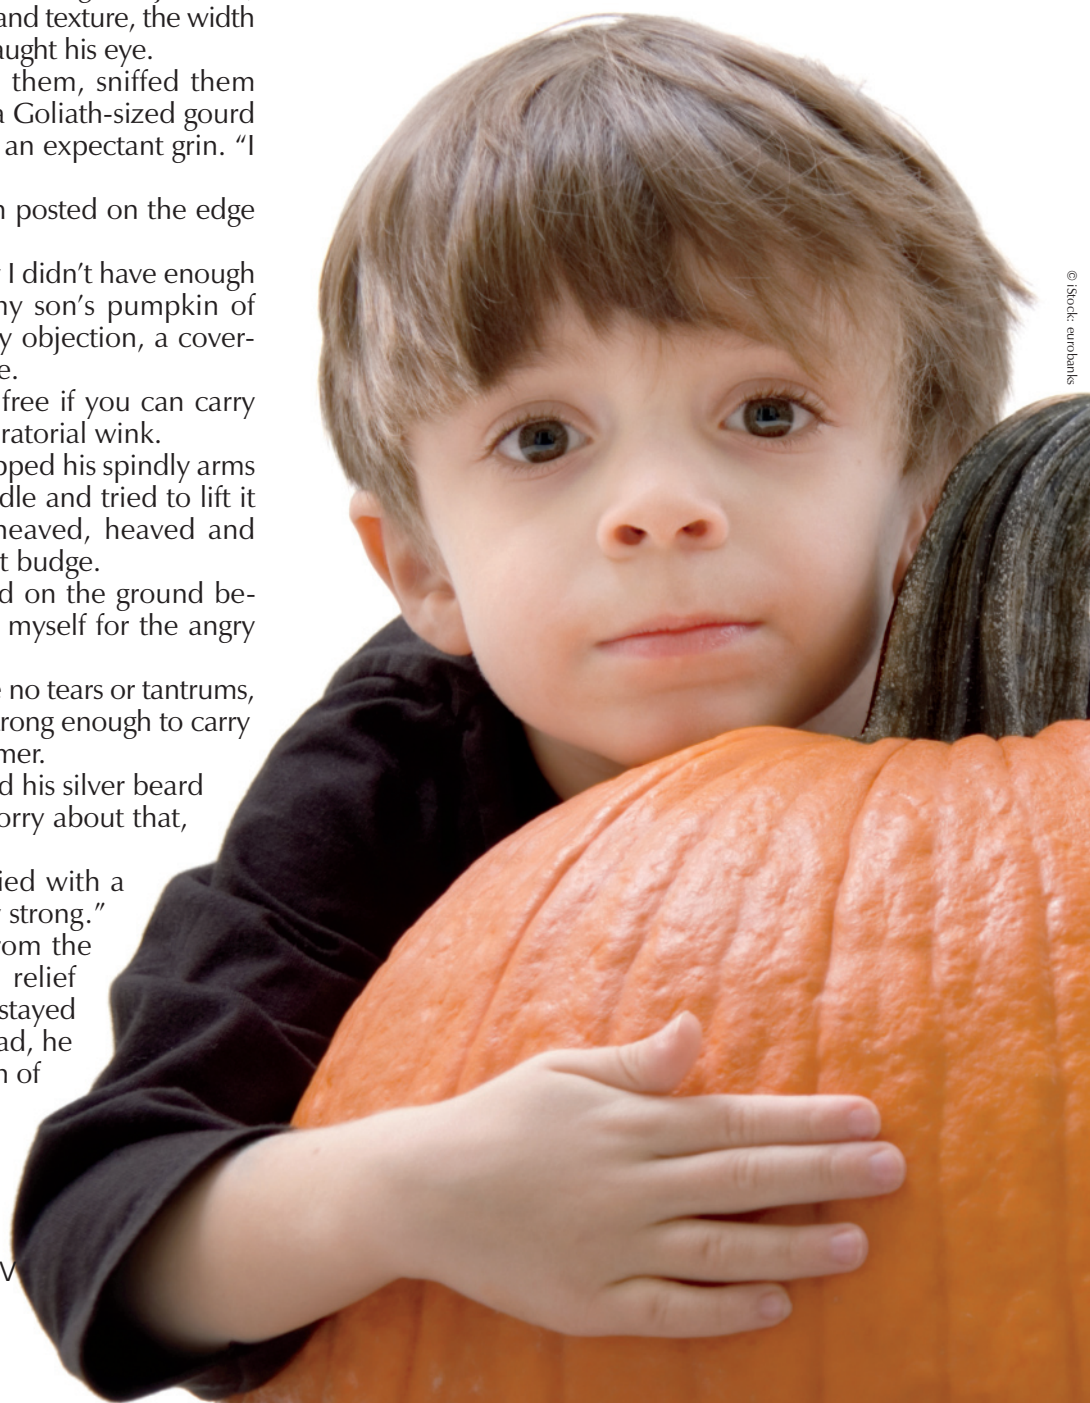 and texture, the width
aught his eye.
them, sniffed them
a Goliath-sized gourd
an expectant grin. “I
n posted on the edge
I didn’t have enough
ny son’s pumpkin of
y objection, a cover-
e.
free if you can carry
ratorial wink.
pped his spindly arms
dle and tried to lift it
heaved, heaved and
t budge.
d on the ground be-
myself for the angry
e no tears or tantrums,
rong enough to carry
mer.
d his silver beard
orry about that,
ied with a
strong.”
rom the
relief
stayed
ad, he
n of
V
© iStock: eurobanks